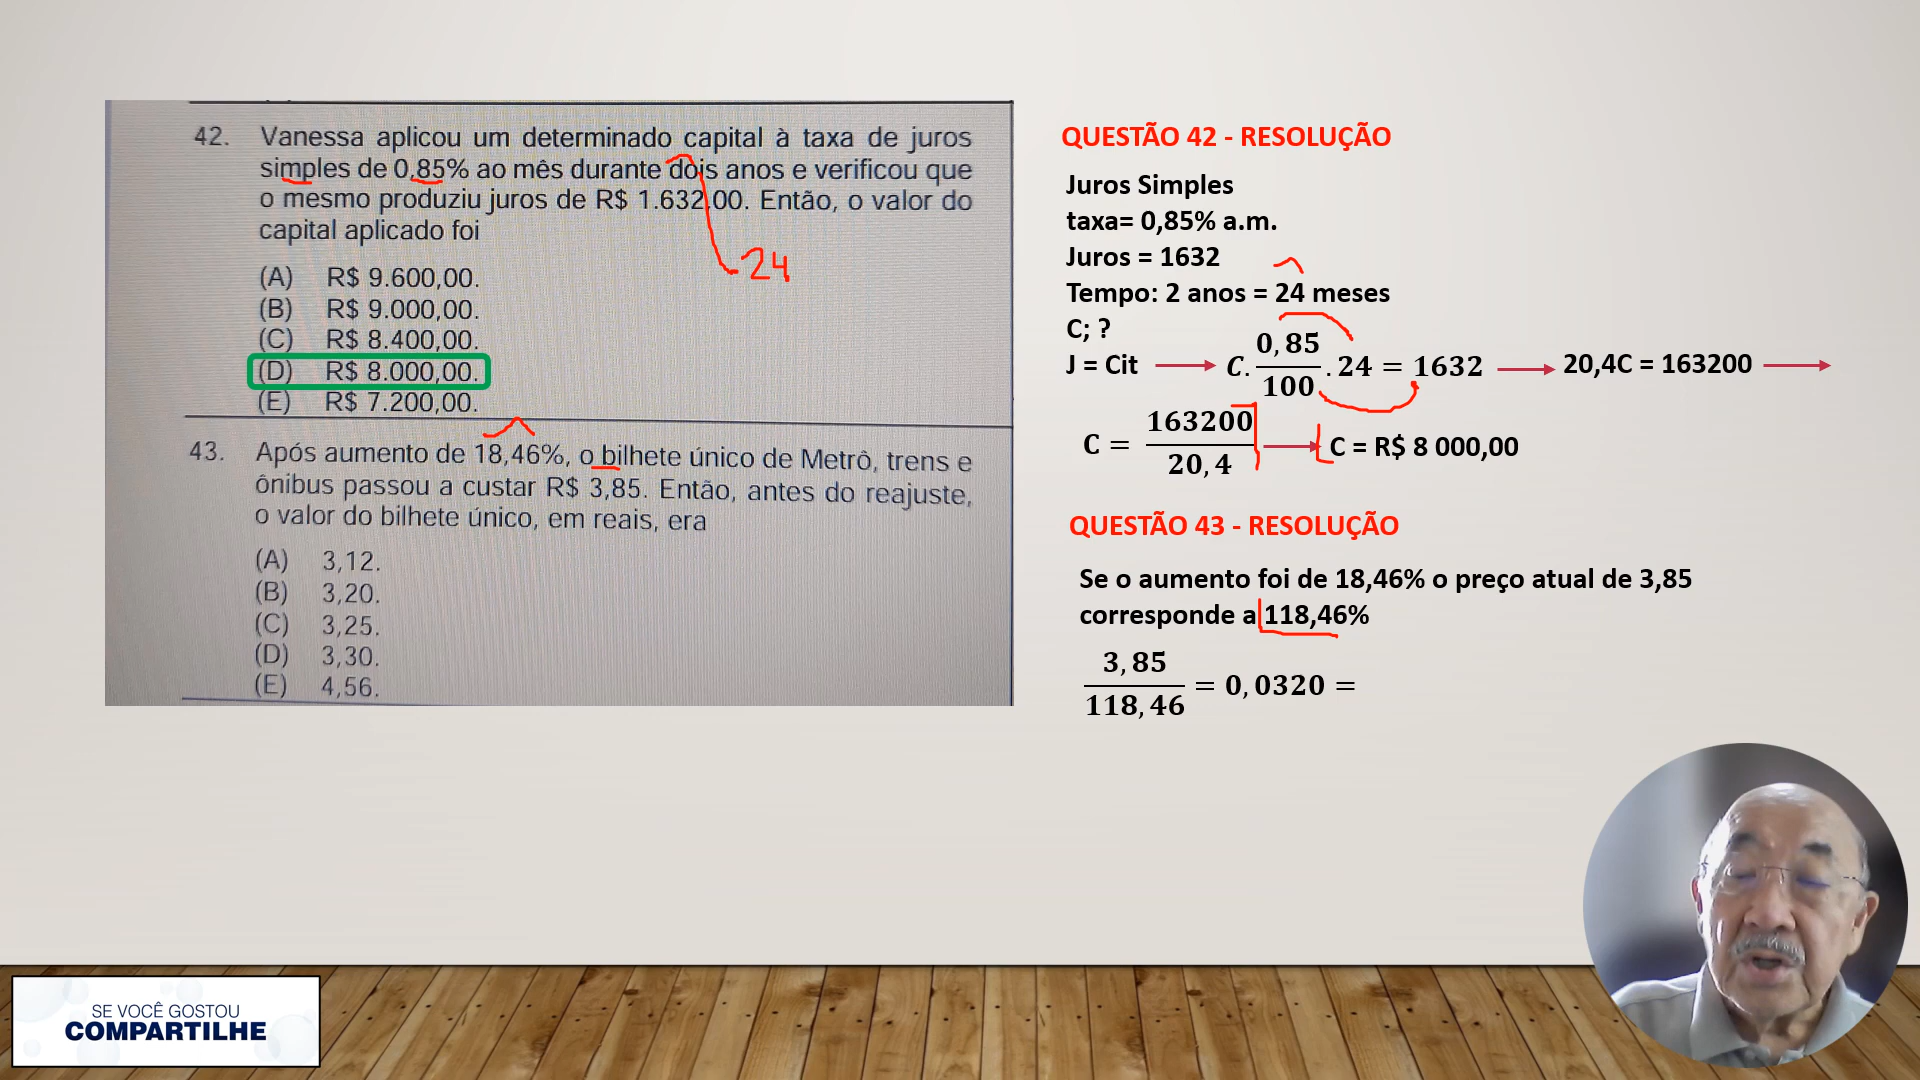 42. Vanessa aplicou um determinado capital à taxa de juros
simples de 0,85% ao mês durante dois anos e verificou que
o mesmo produziu juros de R$ 1.632,00. Então, o valor do
capital aplicado foi
24
(A) R$ 9.600,00.
(B) R$ 9.000,00.
(C) R$ 8.400,00.
(D) R$ 8.000,00.
(E) R$ 7.200,00.
43. Após aumento de 18,46%, o bilhete único de Metrô, trens e
ônibus passou a custar R$ 3,85. Então, antes do reajuste,
o valor do bilhete único, em reais, era
(A) 3,12.
(B) 3,20.
(C) 3,25.
(D) 3,30.
(E) 4,56.
QUESTÃO 42 - RESOLUÇÃO
Juros Simples
taxa= 0,85% a.m.
Juros = 1632
Tempo: 2 anos = 24 meses
C; ?
J = Cit → C. 0,85/100 . 24 = 1632 → 20,4C = 163200 →
C = 163200/20,4 → C = R$ 8 000,00
QUESTÃO 43 - RESOLUÇÃO
Se o aumento foi de 18,46% o preço atual de 3,85
corresponde a 118,46%
3,85/118,46 = 0,0320 =
SE VOCÊ GOSTOU
COMPARTILHE